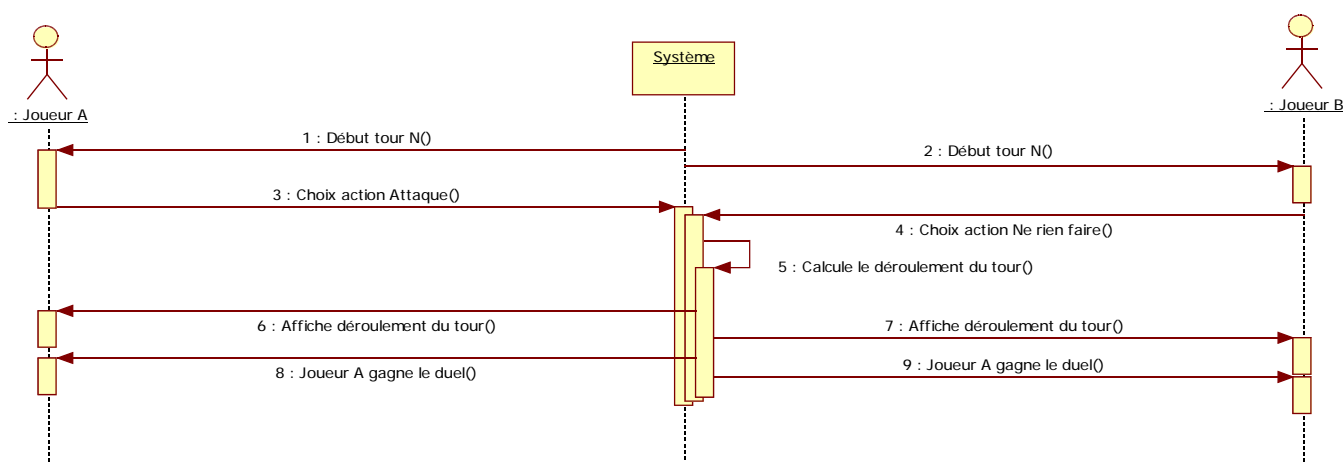 Système
: Joueur A
: Joueur B
1 : Début tour N()
2 : Début tour N()
3 : Choix action Attaque()
4 : Choix action Ne rien faire()
5 : Calcule le déroulement du tour()
6 : Affiche déroulement du tour()
7 : Affiche déroulement du tour()
8 : Joueur A gagne le duel()
9 : Joueur A gagne le duel()